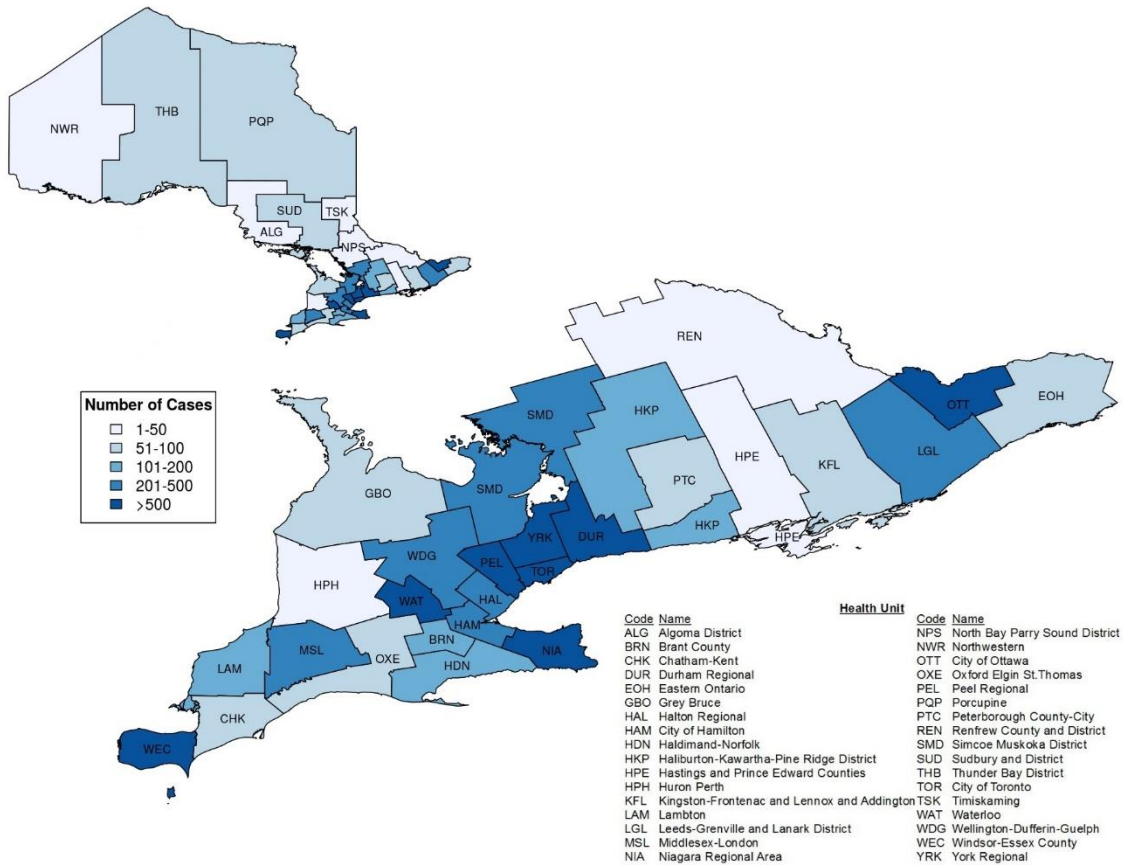 NWR
THB
PQP
SUD
TSK
ALG
NPS
REN
Number of Cases
1-50
51-100
101-200
201-500
>500
SMD
HKP
OTT
EOH
HPE
KFL
LGL
GBO
SMD
PTC
HKP
HPE
WDG
PEL
YRK
DUR
TOR
HPH
WAT
HAL
HAM
BRN
NIA
LAM
MSL
OXE
HDN
CHK
WEC
Health Unit
Code Name
ALG Algoma District
BRN Brant County
CHK Chatham-Kent
DUR Durham Regional
EOH Eastern Ontario
GBO Grey Bruce
HAL Halton Regional
HAM City of Hamilton
HDN Haldimand-Norfolk
HKP Haliburton-Kawartha-Pine Ridge District
HPE Hastings and Prince Edward Counties
HPH Huron Perth
KFL Kingston-Frontenac and Lennox and Addington
LAM Lambton
LGL Leeds-Grenville and Lanark District
MSL Middlesex-London
NIA Niagara Regional Area
Code Name
NPS North Bay Parry Sound District
NWR Northwestern
OTT City of Ottawa
OXE Oxford Elgin St.Thomas
PEL Peel Regional
PQP Porcupine
PTC Peterborough County-City
REN Renfrew County and District
SMD Simcoe Muskoka District
SUD Sudbury and District
THB Thunder Bay District
TOR City of Toronto
TSK Timiskaming
WAT Waterloo
WDG Wellington-Dufferin-Guelph
WEC Windsor-Essex County
YRK York Regional